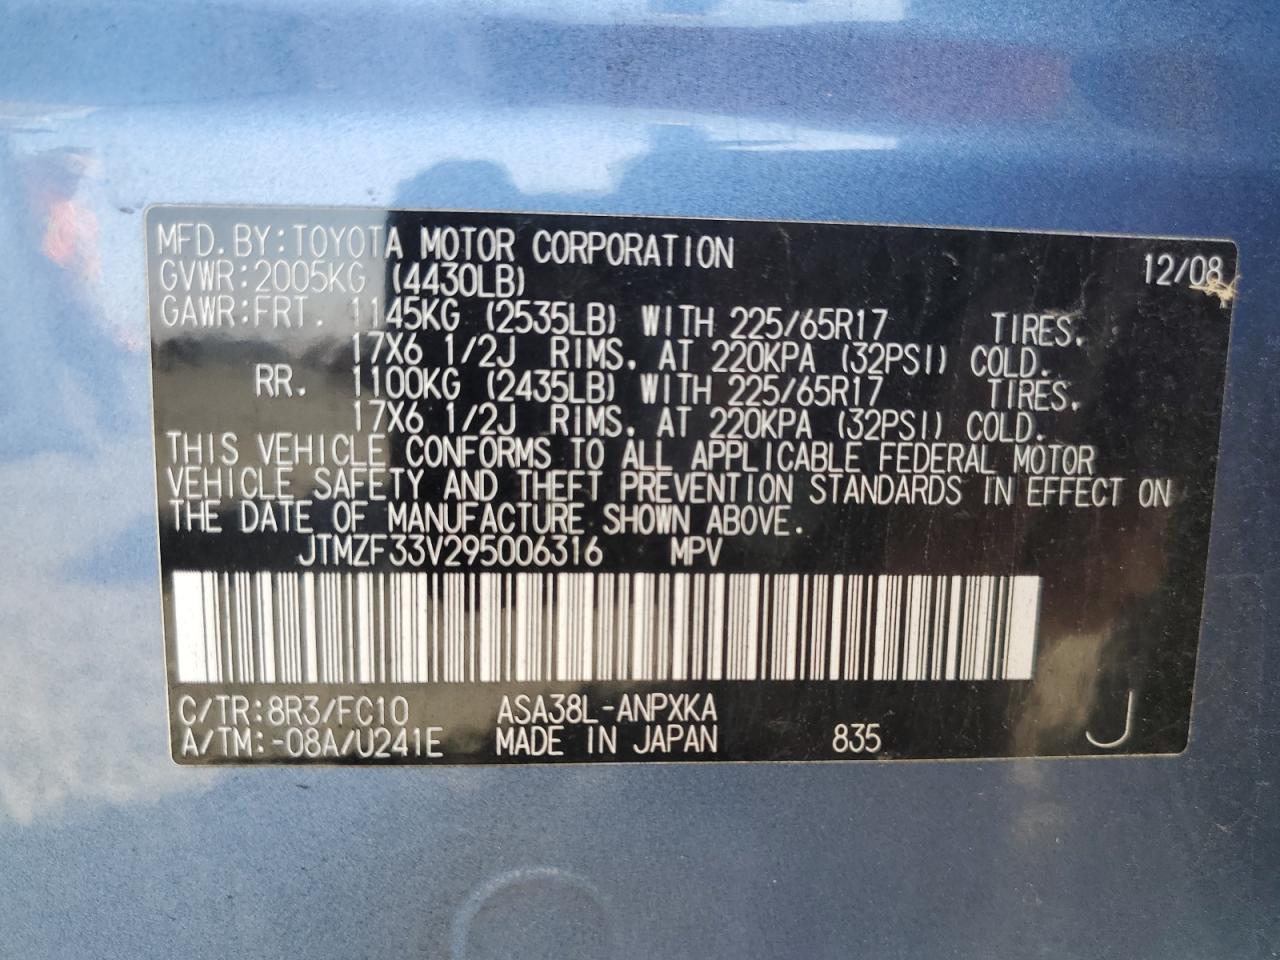 MFD. BY: TOYOTA MOTOR CORPORATION 12/08
GVWR: 2005KG (4430LB)
GAWR: FRT. 1145KG (2535LB) WITH 225/65R17 TIRES.
17X6 1/2J RIMS. AT 220KPA (32PSI) COLD.
RR. 1100KG (2435LB) WITH 225/65R17 TIRES.
17X6 1/2J RIMS. AT 220KPA (32PSI) COLD.
THIS VEHICLE CONFORMS TO ALL APPLICABLE FEDERAL MOTOR
VEHICLE SAFETY AND THEFT PREVENTION STANDARDS IN EFFECT ON
THE DATE OF MANUFACTURE SHOWN ABOVE.
JTMZF33V295006316 MPV
C/TR: 8R3/FC10 ASA38L-ANPXKA
A/TM: -08A/U241E MADE IN JAPAN 835 J